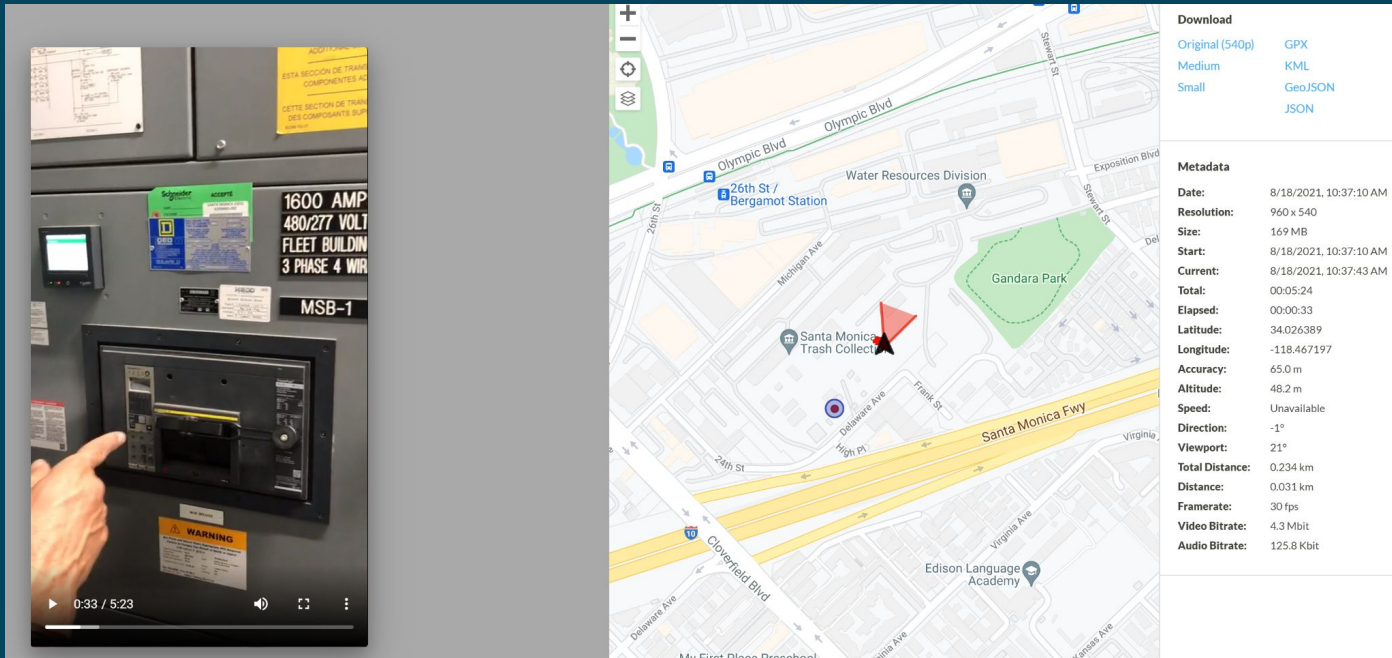 ESTA SECCIÓN DE TRAN
COMPONENTES AD
CETTE SECTION DE TRAN
DES COMPOSANTS SUP
Schneider
Electric
ACCEPTÉ
1600 AMP
480/277 VOLT
FLEET BUILDIN
3 PHASE 4 WIR
MSB-1
WARNING
0:33 / 5:23
Stewart St
Olympic Blvd
Olympic Blvd
Exposition Blvd
Water Resources Division
26th St /
Bergamot Station
26th St
Stewart St
Del
Michigan Ave
Gandara Park
Santa Monica
Trash Collecti
Frank St
Delaware Ave
Santa Monica Fwy
High Pl
Virginia
24th St
10
Cloverfield Blvd
Virginia Ave
Edison Language
Academy
Delaware Ave
inia Ave
Kansas Ave
My First Place Preschool
Download
Original (540p) GPX
Medium KML
Small GeoJSON
JSON
Metadata
Date: 8/18/2021, 10:37:10 AM
Resolution: 960 x 540
Size: 169 MB
Start: 8/18/2021, 10:37:10 AM
Current: 8/18/2021, 10:37:43 AM
Total: 00:05:24
Elapsed: 00:00:33
Latitude: 34.026389
Longitude: -118.467197
Accuracy: 65.0 m
Altitude: 48.2 m
Speed: Unavailable
Direction: -1°
Viewport: 21°
Total Distance: 0.234 km
Distance: 0.031 km
Framerate: 30 fps
Video Bitrate: 4.3 Mbit
Audio Bitrate: 125.8 Kbit